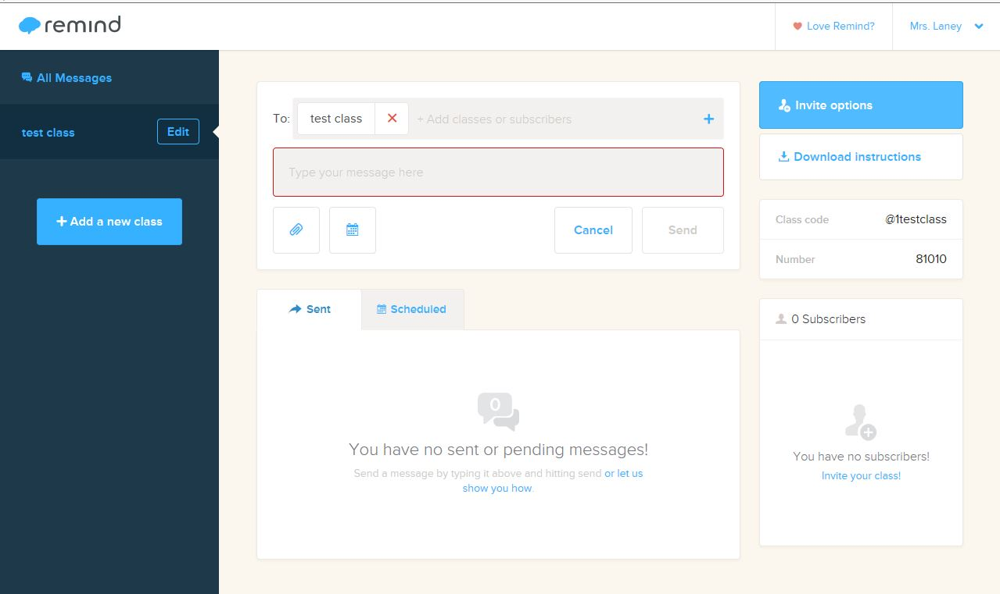 remind
Love Remind?
Mrs. Laney
All Messages
test class
Edit
+ Add a new class
To:
test class
+ Add classes or subscribers
Type your message here
Cancel
Send
Sent
Scheduled
0
You have no sent or pending messages!
Send a message by typing it above and hitting send or let us
show you how.
Invite options
Download instructions
Class code @1testclass
Number 81010
0 Subscribers
You have no subscribers!
Invite your class!